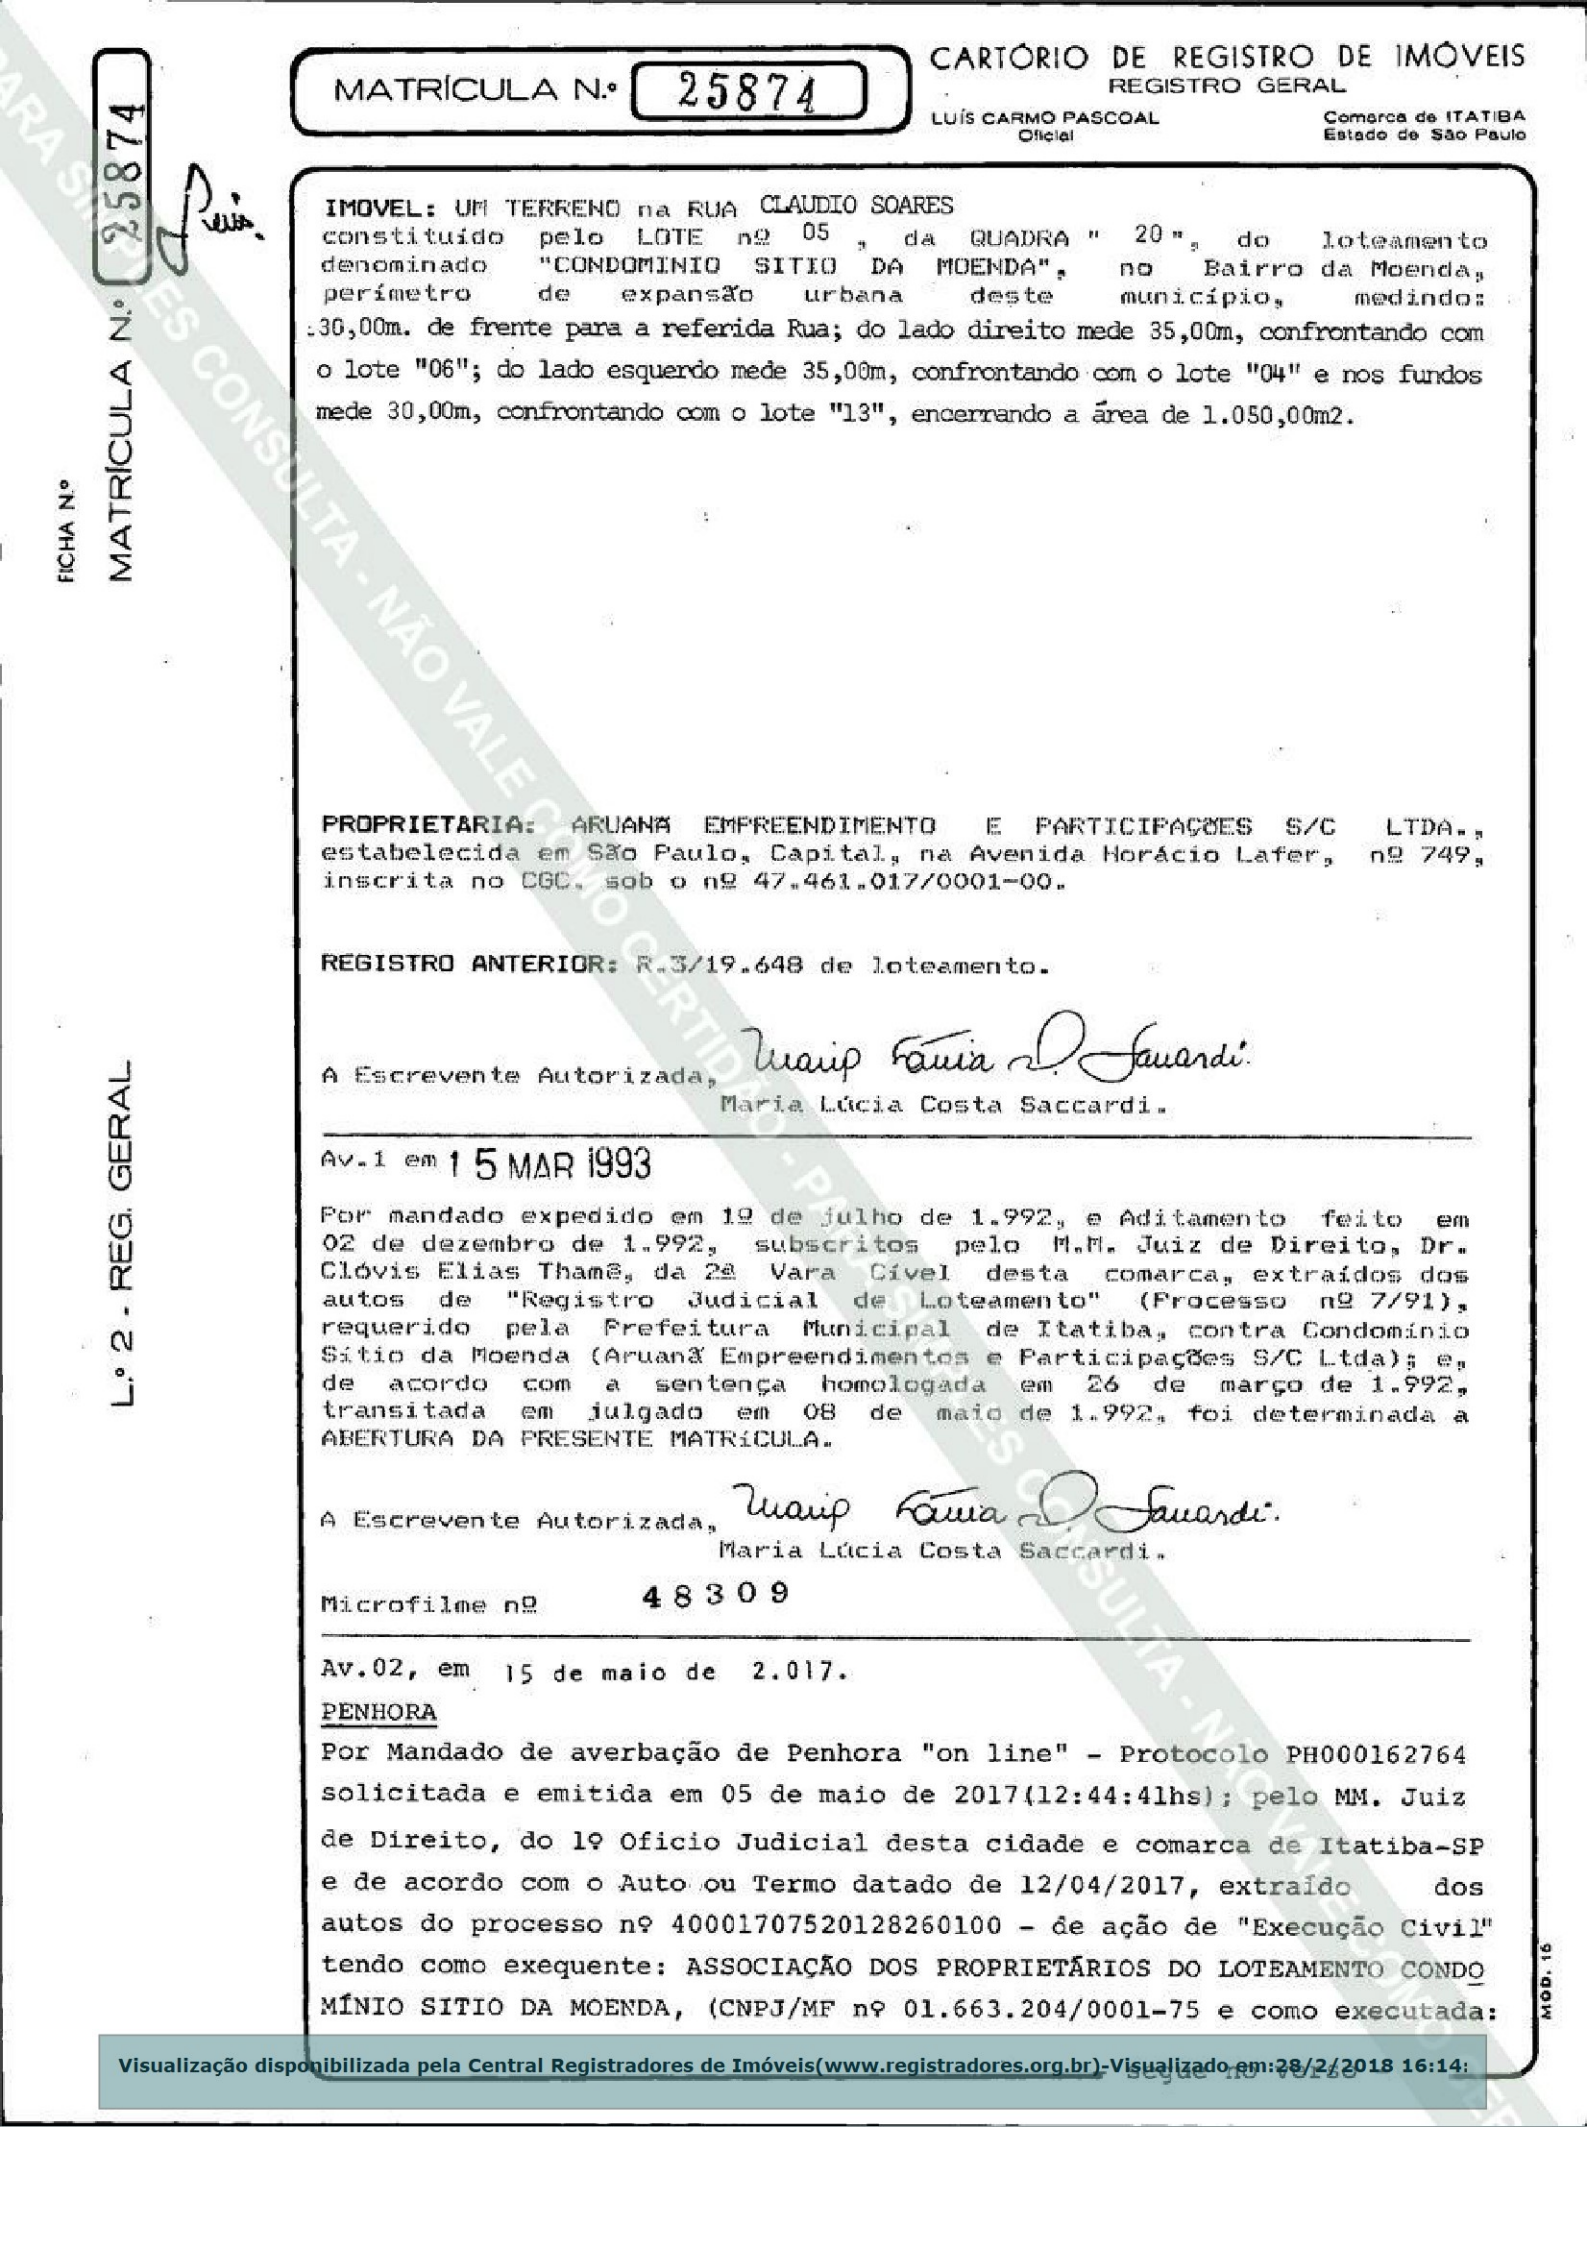 MATRÍCULA N.º 25874
CARTÓRIO DE REGISTRO DE IMÓVEIS
REGISTRO GERAL
LUÍS CARMO PASCOAL
Oficial
Comarca de ITATIBA
Estado de São Paulo
FICHA N.º
MATRÍCULA N.º 25874
L.º 2 - REG. GERAL
IMOVEL: UM TERRENO na RUA CLAUDIO SOARES
constituído pelo LOTE nº 05 , da QUADRA " 20 ", do loteamento
denominado "CONDOMINIO SITIO DA MOENDA", no Bairro da Moenda,
perímetro de expansão urbana deste município, medindo:
30,00m. de frente para a referida Rua; do lado direito mede 35,00m, confrontando com
o lote "06"; do lado esquerdo mede 35,00m, confrontando com o lote "04" e nos fundos
mede 30,00m, confrontando com o lote "13", encerrando a área de 1.050,00m2.
PROPRIETARIA: ARUANÃ EMPREENDIMENTO E PARTICIPAÇÕES S/C LTDA.,
estabelecida em São Paulo, Capital, na Avenida Horácio Lafer, nº 749,
inscrita no CGC. sob o nº 47.461.017/0001-00.
REGISTRO ANTERIOR: R.3/19.648 de loteamento.
A Escrevente Autorizada,
Maria Lúcia Costa Saccardi.
Av.1 em 15 MAR 1993
Por mandado expedido em 1º de julho de 1.992, e Aditamento feito em
02 de dezembro de 1.992, subscritos pelo M.M. Juiz de Direito, Dr.
Clóvis Elias Thamê, da 2ª Vara Cível desta comarca, extraídos dos
autos de "Registro Judicial de Loteamento" (Processo nº 7/91),
requerido pela Prefeitura Municipal de Itatiba, contra Condomínio
Sítio da Moenda (Aruanã Empreendimentos e Participações S/C Ltda); e,
de acordo com a sentença homologada em 26 de março de 1.992,
transitada em julgado em 08 de maio de 1.992, foi determinada a
ABERTURA DA PRESENTE MATRÍCULA.
A Escrevente Autorizada,
Maria Lúcia Costa Saccardi.
Microfilme nº 48309
Av.02, em 15 de maio de 2.017.
PENHORA
Por Mandado de averbação de Penhora "on line" - Protocolo PH000162764
solicitada e emitida em 05 de maio de 2017(12:44:41hs); pelo MM. Juiz
de Direito, do 1º Oficio Judicial desta cidade e comarca de Itatiba-SP
e de acordo com o Auto ou Termo datado de 12/04/2017, extraído dos
autos do processo nº 40001707520128260100 - de ação de "Execução Civil"
tendo como exequente: ASSOCIAÇÃO DOS PROPRIETÁRIOS DO LOTEAMENTO CONDO
MÍNIO SITIO DA MOENDA, (CNPJ/MF nº 01.663.204/0001-75 e como executada:
segue no verso
MOD. 16
Visualização disponibilizada pela Central Registradores de Imóveis(www.registradores.org.br)-Visualizado em:28/2/2018 16:14:
PARA SIMPLES CONSULTA - NÃO VALE COMO CERTIDÃO - PARA SIMPLES CONSULTA - NÃO VALE COMO CER